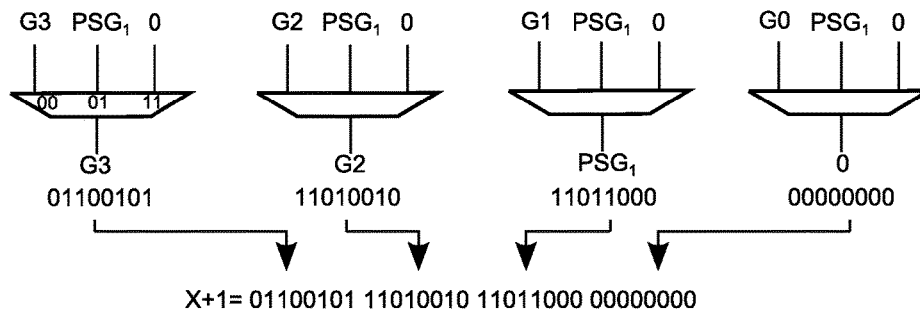 G3 PSG₁ 0 G2 PSG₁ 0 G1 PSG₁ 0 G0 PSG₁ 0
00 01 11
G3 G2 PSG₁ 0
01100101 11010010 11011000 00000000
X+1= 01100101 11010010 11011000 00000000